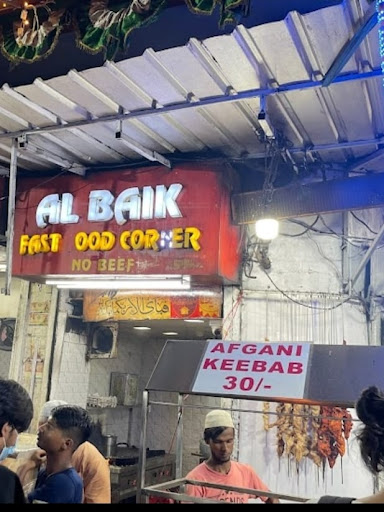 AL BAIK
FAST OOD CORNER
NO BEEF
AFGANI
KEEBAB
30/-